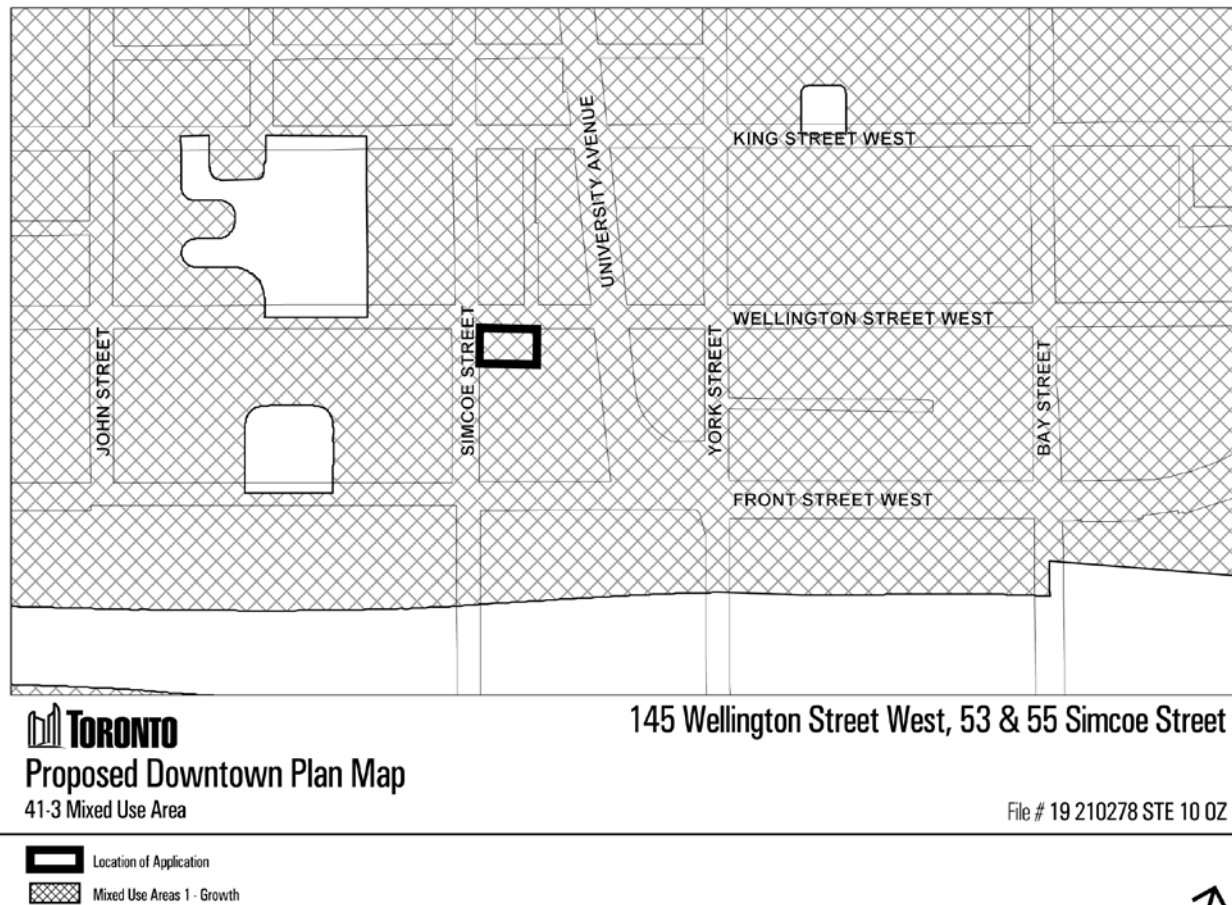 KING STREET WEST
UNIVERSITY AVENUE
WELLINGTON STREET WEST
JOHN STREET
SIMCOE STREET
YORK STREET
BAY STREET
FRONT STREET WEST
TORONTO
145 Wellington Street West, 53 & 55 Simcoe Street
Proposed Downtown Plan Map
41-3 Mixed Use Area
File # 19 210278 STE 10 OZ
Location of Application
Mixed Use Areas 1 - Growth